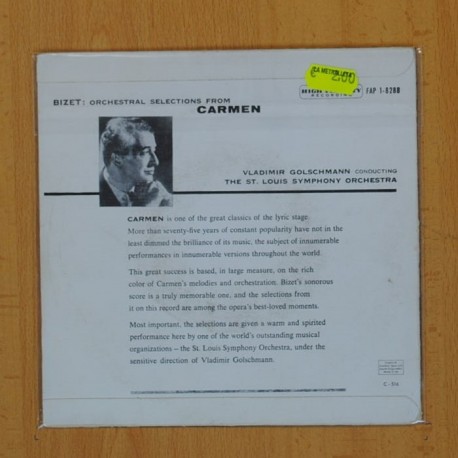 BIZET: ORCHESTRAL SELECTIONS FROM
CARMEN
RECORDING
FAP 1-8288
VLADIMIR GOLSCHMANN CONDUCTING
THE ST. LOUIS SYMPHONY ORCHESTRA
CARMEN is one of the great classics of the lyric stage.
More than seventy-five years of constant popularity have not in the
least dimmed the brilliance of its music, the subject of innumerable
performances in innumerable versions throughout the world.
This great success is based, in large measure, on the rich
color of Carmen's melodies and orchestration. Bizet's sonorous
score is a truly memorable one, and the selections from
it on this record are among the opera's best-loved moments.
Most important, the selections are given a warm and spirited
performance here by one of the world's outstanding musical
organizations – the St. Louis Symphony Orchestra, under the
sensitive direction of Vladimir Golschmann.